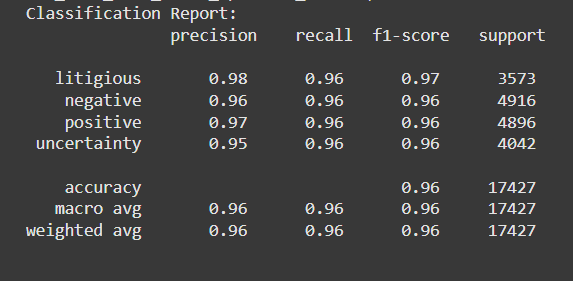 Classification Report:
precision recall f1-score support
litigious 0.98 0.96 0.97 3573
negative 0.96 0.96 0.96 4916
positive 0.97 0.96 0.96 4896
uncertainty 0.95 0.96 0.96 4042
accuracy 0.96 17427
macro avg 0.96 0.96 0.96 17427
weighted avg 0.96 0.96 0.96 17427